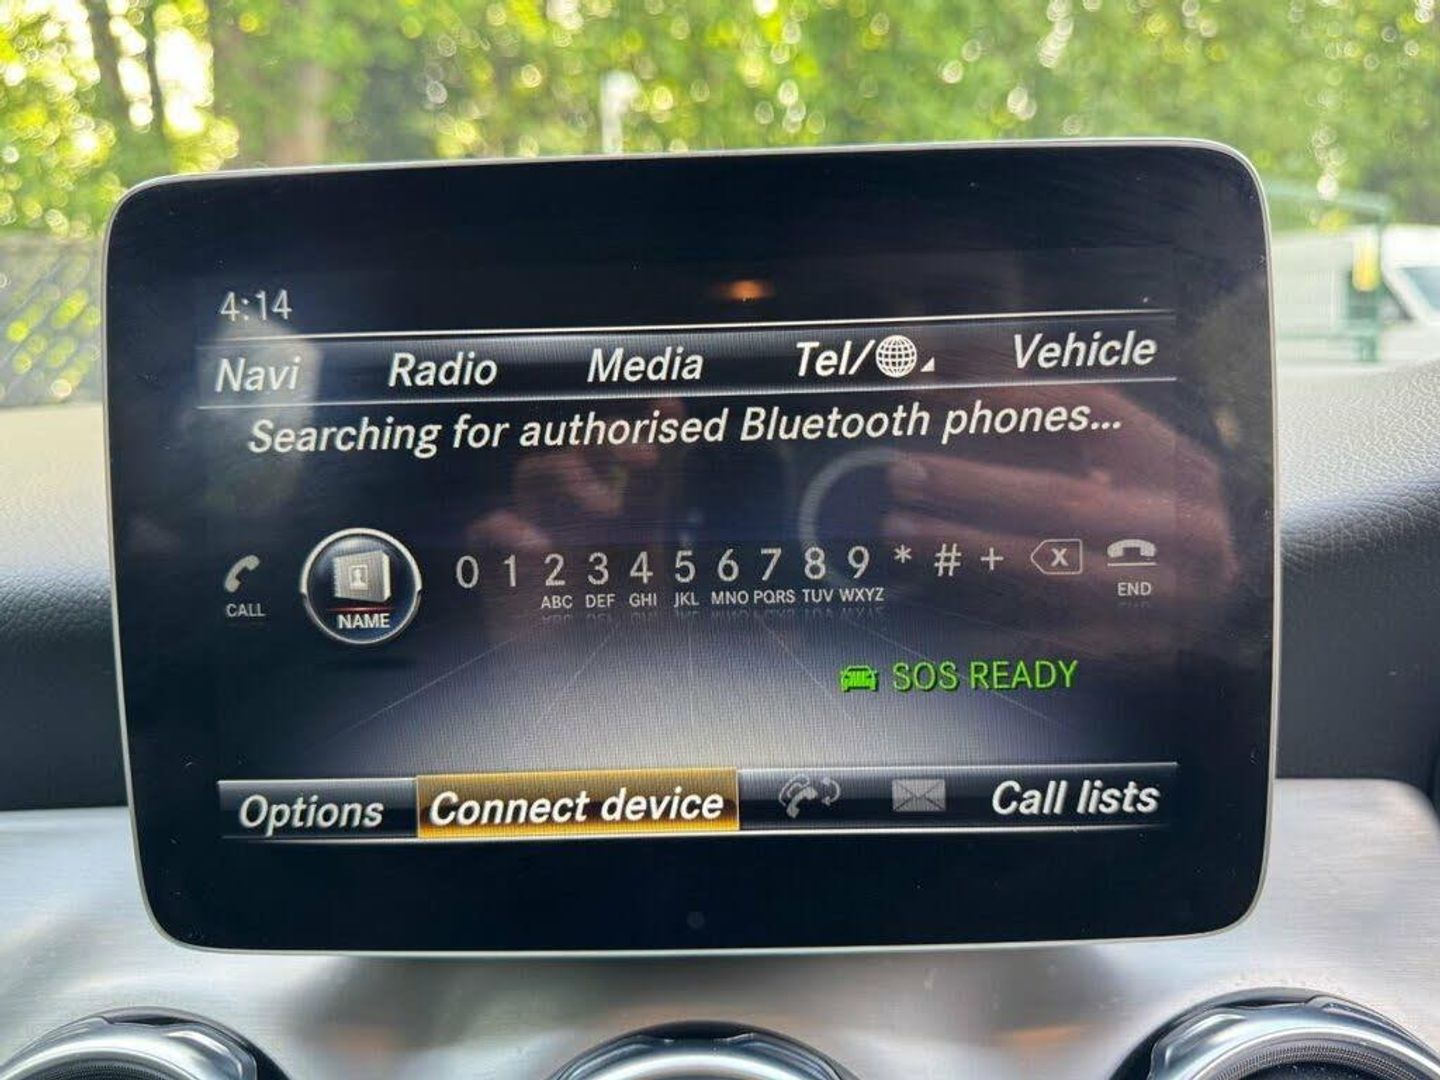 4:14
Navi Radio Media Tel/ Vehicle
Searching for authorised Bluetooth phones...
0 1 2 3 4 5 6 7 8 9 * # + x
CALL NAME ABC DEF GHI JKL MNO PQRS TUV WXYZ END
SOS READY
Options Connect device Call lists